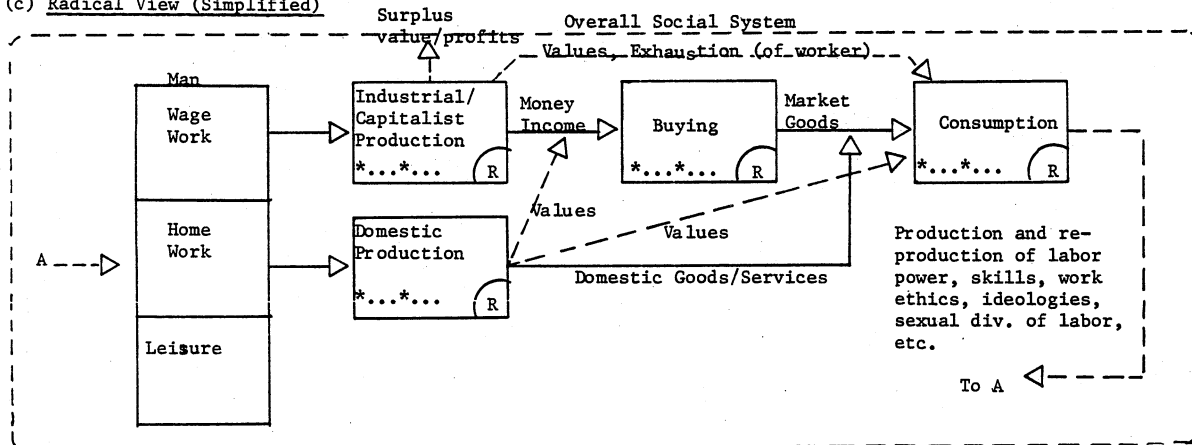 (c) Radical View (Simplified)
Surplus
value/profits
Overall Social System
Values, Exhaustion (of worker)
Man
Wage
Work
Industrial/
Capitalist
Production
*...*...
R
Money
Income
Buying
*...*...
R
Market
Goods
Consumption
*...*...
R
Home
Work
Domestic
Production
*...*...
R
Values
Values
Domestic Goods/Services
A
Leisure
Production and re-
production of labor
power, skills, work
ethics, ideologies,
sexual div. of labor,
etc.
To A